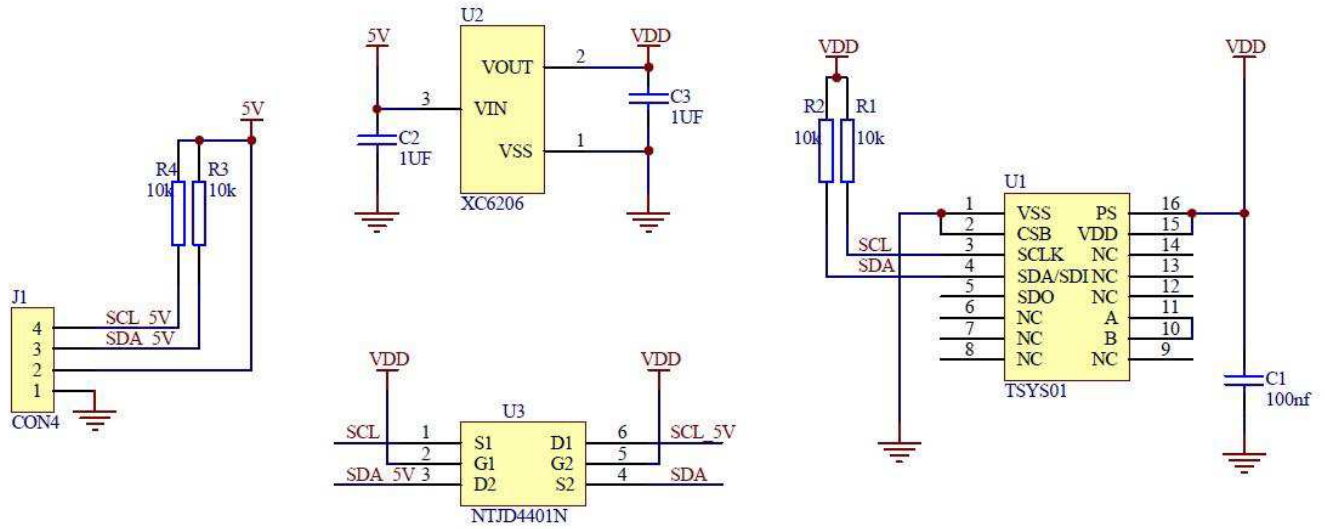 5V
R4 R3
10k 10k
J1
4 SCL_5V
3 SDA_5V
2
1
CON4
U2
5V VDD
VOUT 2
3 VIN
C3
1UF
C2
1UF
VSS 1
XC6206
VDD VDD
U3
SCL 1 S1 D1 6 SCL_5V
2 G1 G2 5
SDA_5V 3 D2 S2 4 SDA
NTJD4401N
VDD VDD
R2 R1
10k 10k
U1
1 VSS PS 16
2 CSB VDD 15
SCL 3 SCLK NC 14
SDA 4 SDA/SDI NC 13
5 SDO NC 12
6 NC A 11
7 NC B 10
8 NC NC 9
TSYS01
C1
100nf